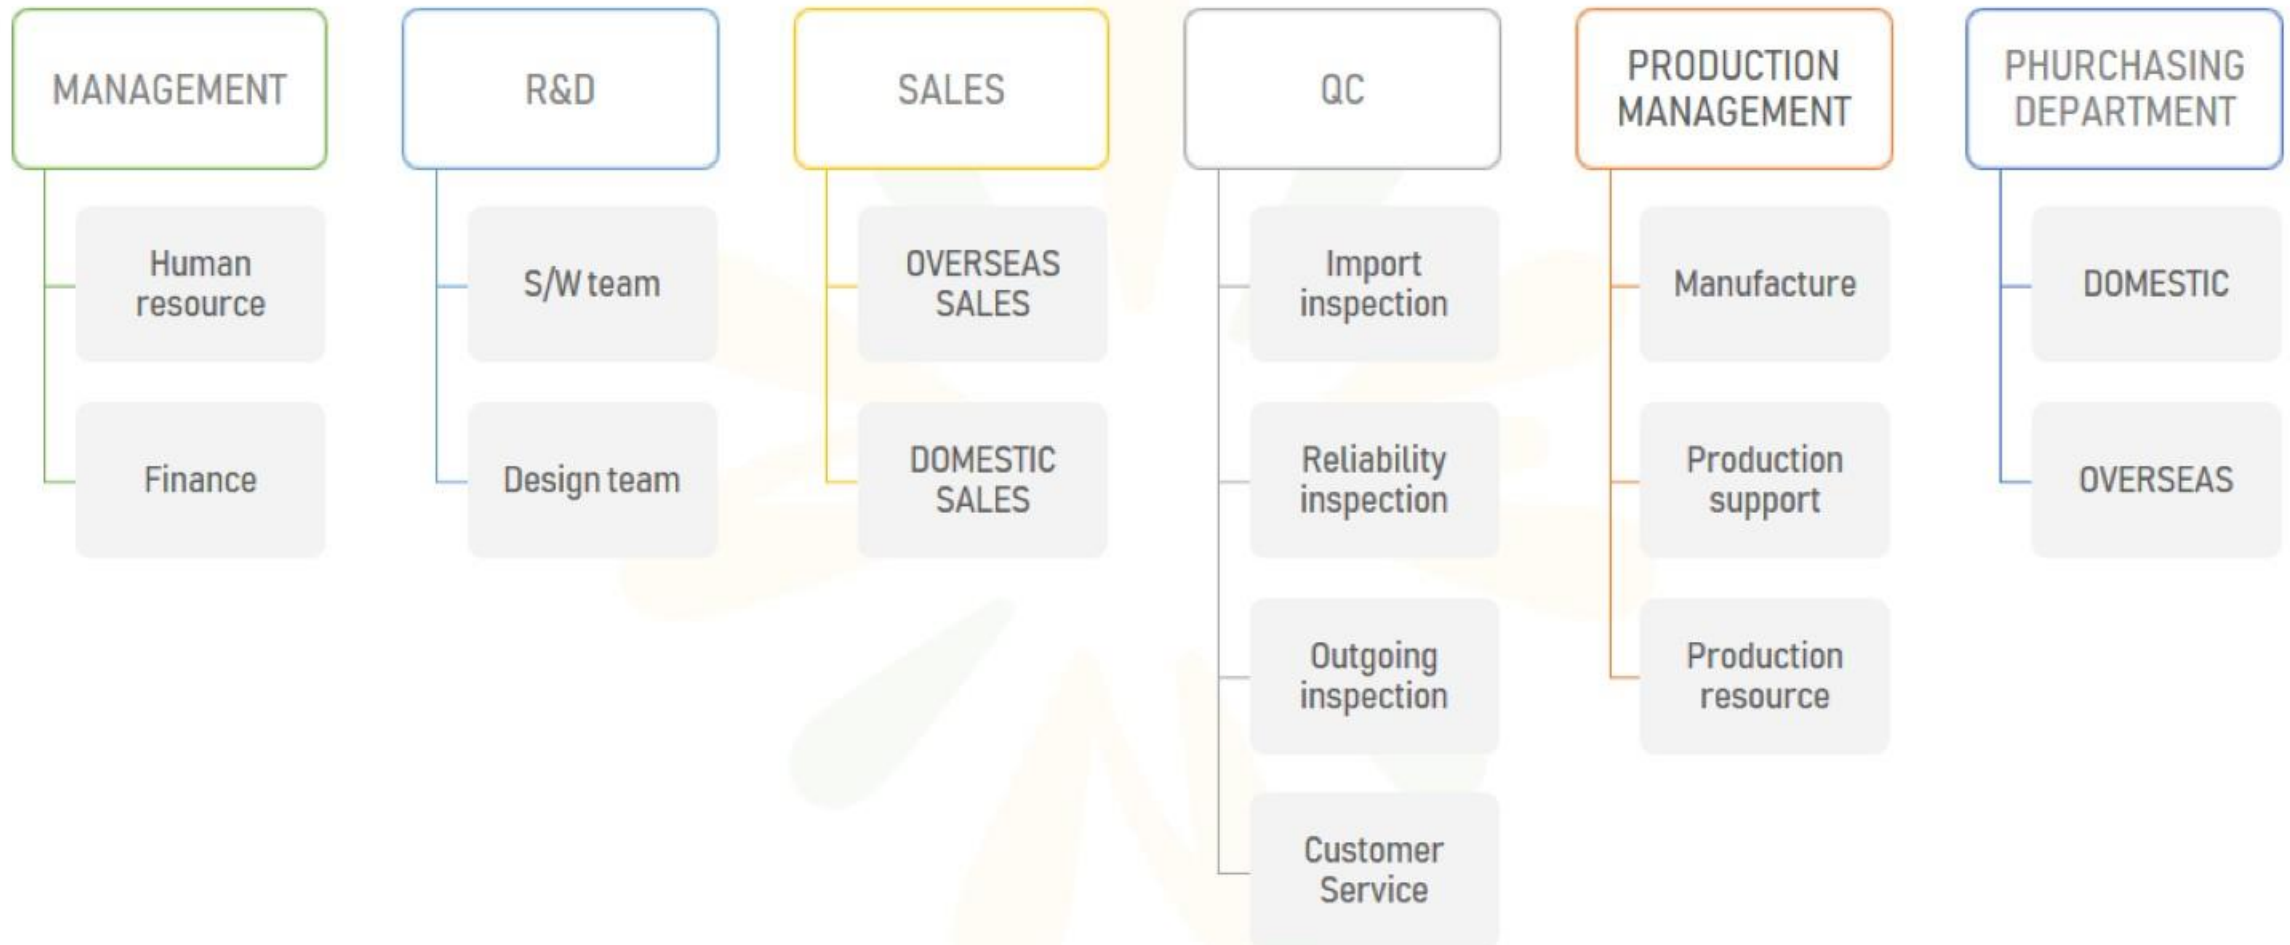 MANAGEMENT
Human
resource
Finance
R&D
S/W team
Design team
SALES
OVERSEAS
SALES
DOMESTIC
SALES
QC
Import
inspection
Reliability
inspection
Outgoing
inspection
Customer
Service
PRODUCTION
MANAGEMENT
Manufacture
Production
support
Production
resource
PHURCHASING
DEPARTMENT
DOMESTIC
OVERSEAS